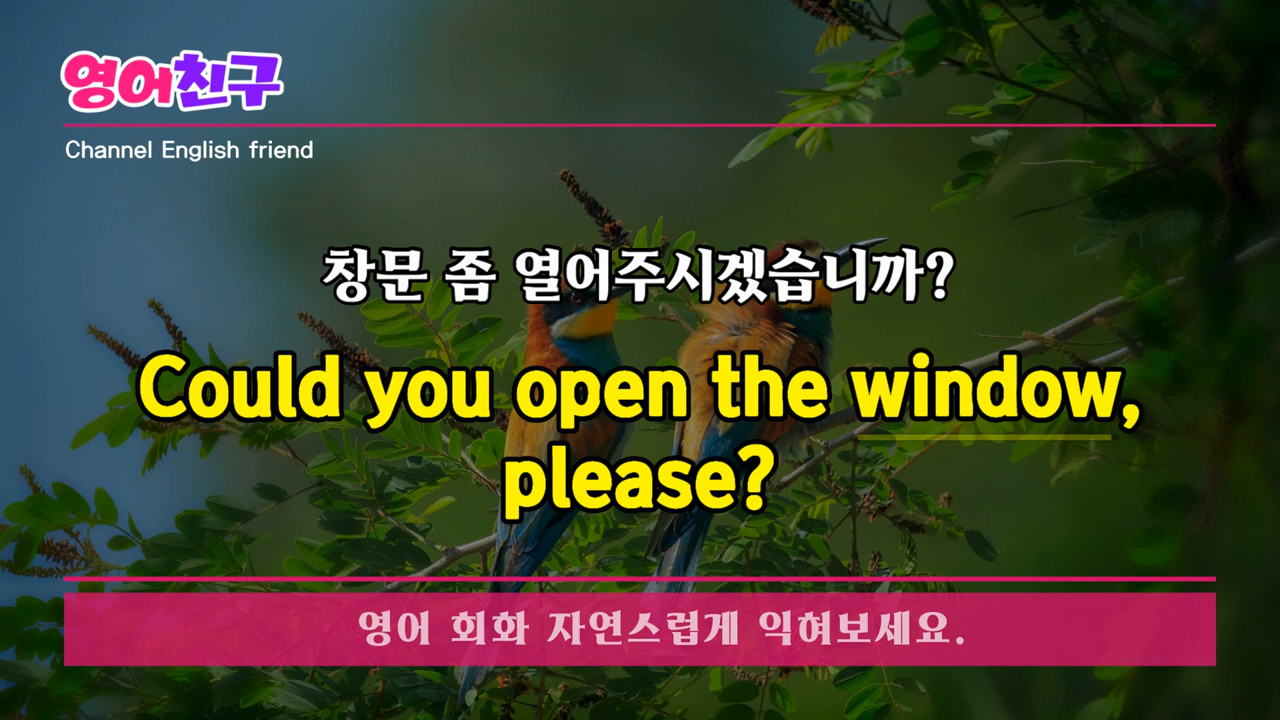 영어친구
Channel English friend
창문 좀 열어주시겠습니까?
Could you open the window,
please?
영어 회화 자연스럽게 익혀보세요.